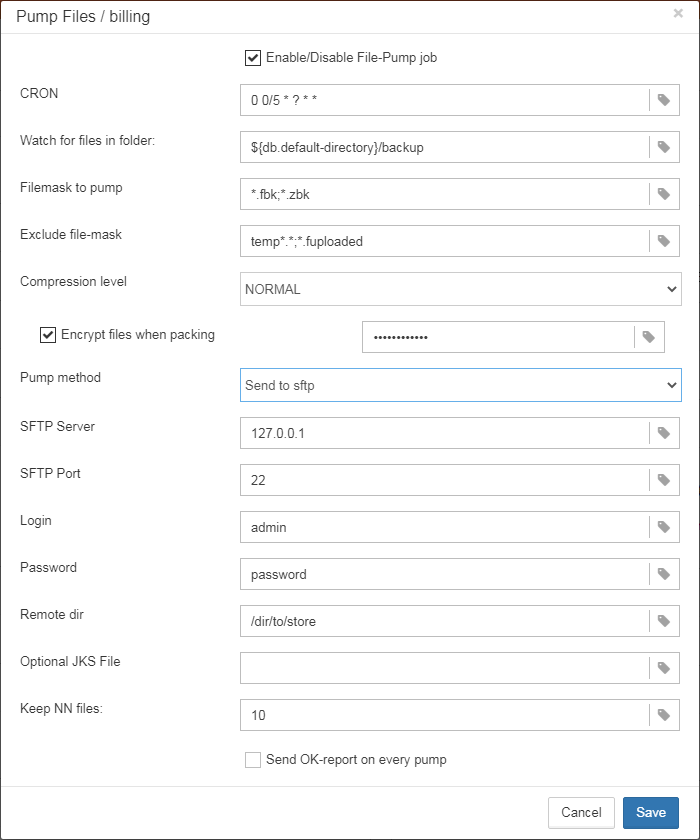 Pump Files / billing
Enable/Disable File-Pump job
CRON
0 0/5 * ? * *
Watch for files in folder:
${db.default-directory}/backup
Filemask to pump
*.fbk;*.zbk
Exclude file-mask
temp*.*;*.fuploaded
Compression level
NORMAL
Encrypt files when packing
••••••••••••
Pump method
Send to sftp
SFTP Server
127.0.0.1
SFTP Port
22
Login
admin
Password
password
Remote dir
/dir/to/store
Optional JKS File
Keep NN files:
10
Send OK-report on every pump
Cancel
Save